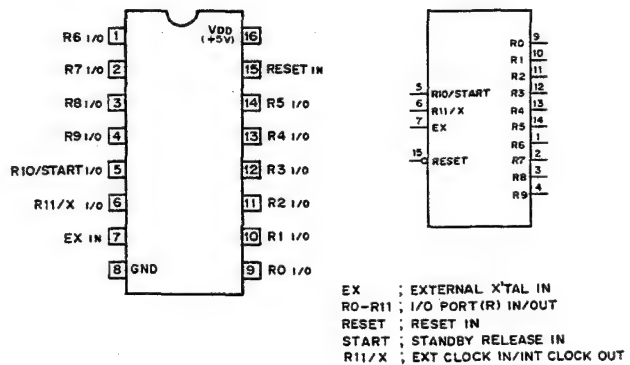 R6 I/O 1
VDD (+5V) 16
R7 I/O 2
15 RESET IN
R8 I/O 3
14 R5 I/O
R9 I/O 4
13 R4 I/O
R10/START I/O 5
12 R3 I/O
R11/X I/O 6
11 R2 I/O
EX IN 7
10 R1 I/O
8 GND
9 R0 I/O
5 R10/START
6 R11/X
7 EX
15 RESET
R0 9
R1 10
R2 11
R3 12
R4 13
R5 14
R6 1
R7 2
R8 3
R9 4
EX ; EXTERNAL X'TAL IN
R0-R11 ; I/O PORT(R) IN/OUT
RESET ; RESET IN
START ; STANDBY RELEASE IN
R11/X ; EXT CLOCK IN/INT CLOCK OUT